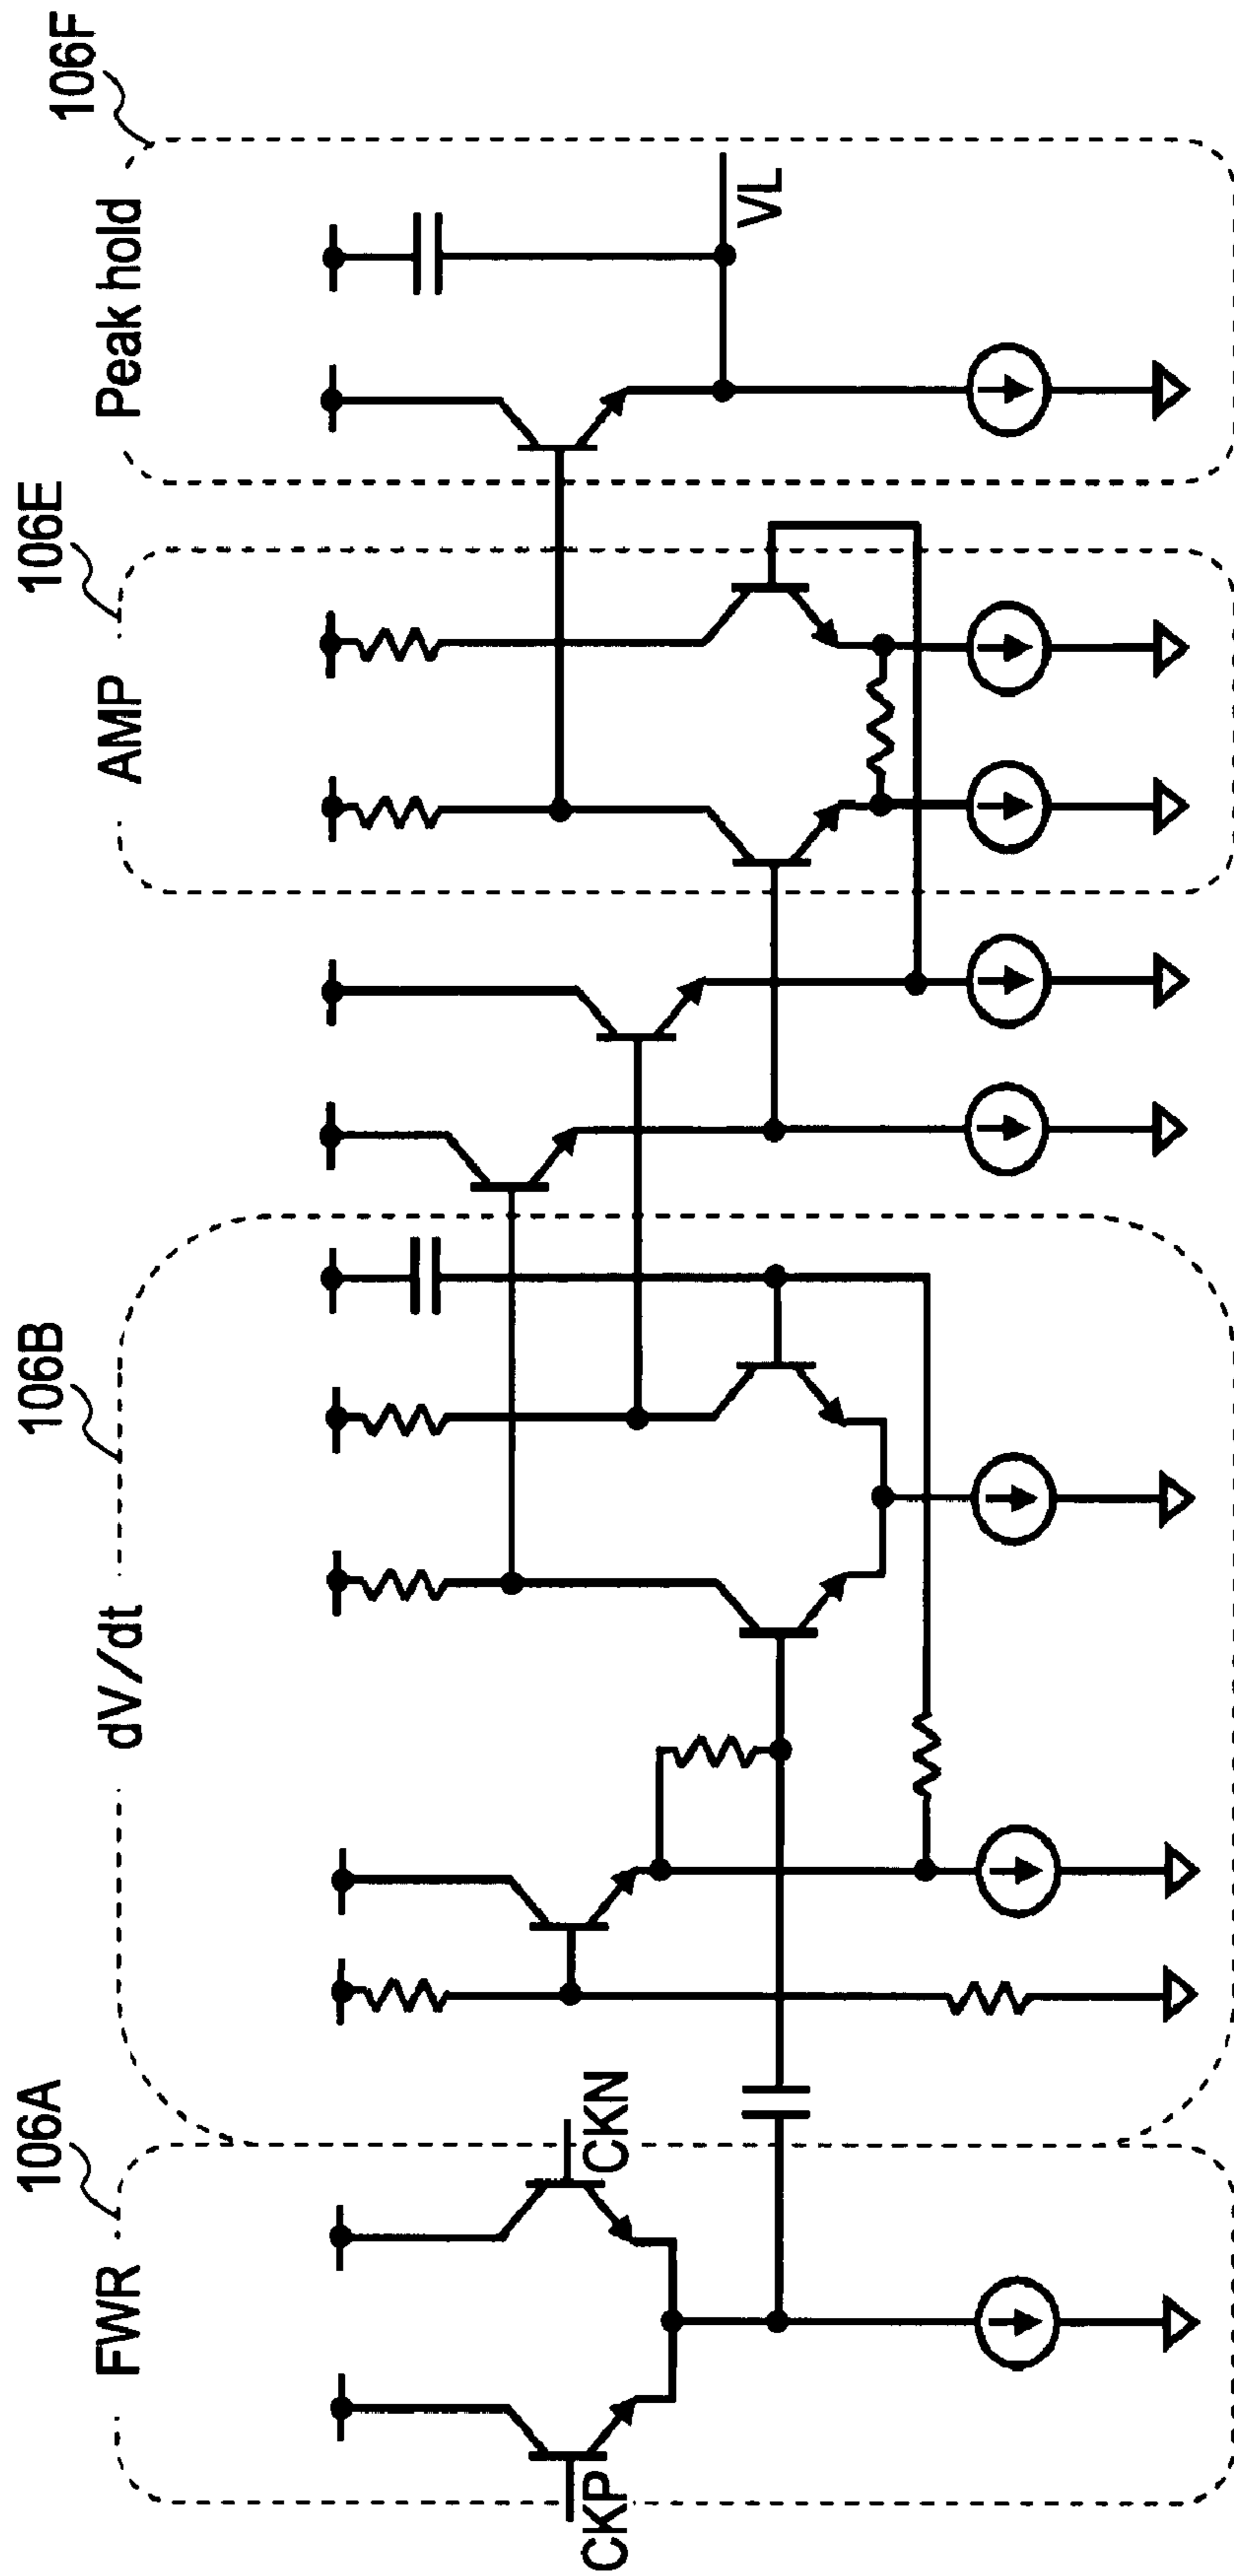 106A
106B
106E
106F
FWR
dV/dt
AMP
Peak hold
CKP
CKN
VL